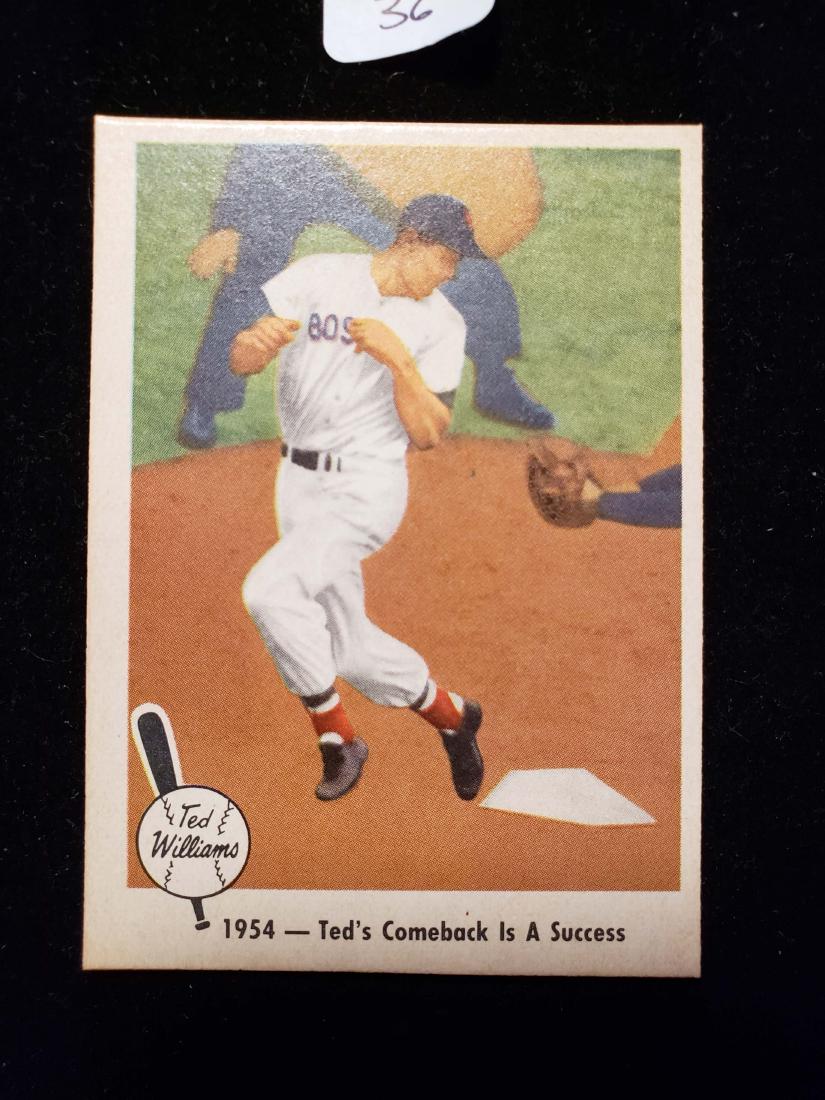 36
BOS
Ted
Williams
1954 — Ted's Comeback Is A Success